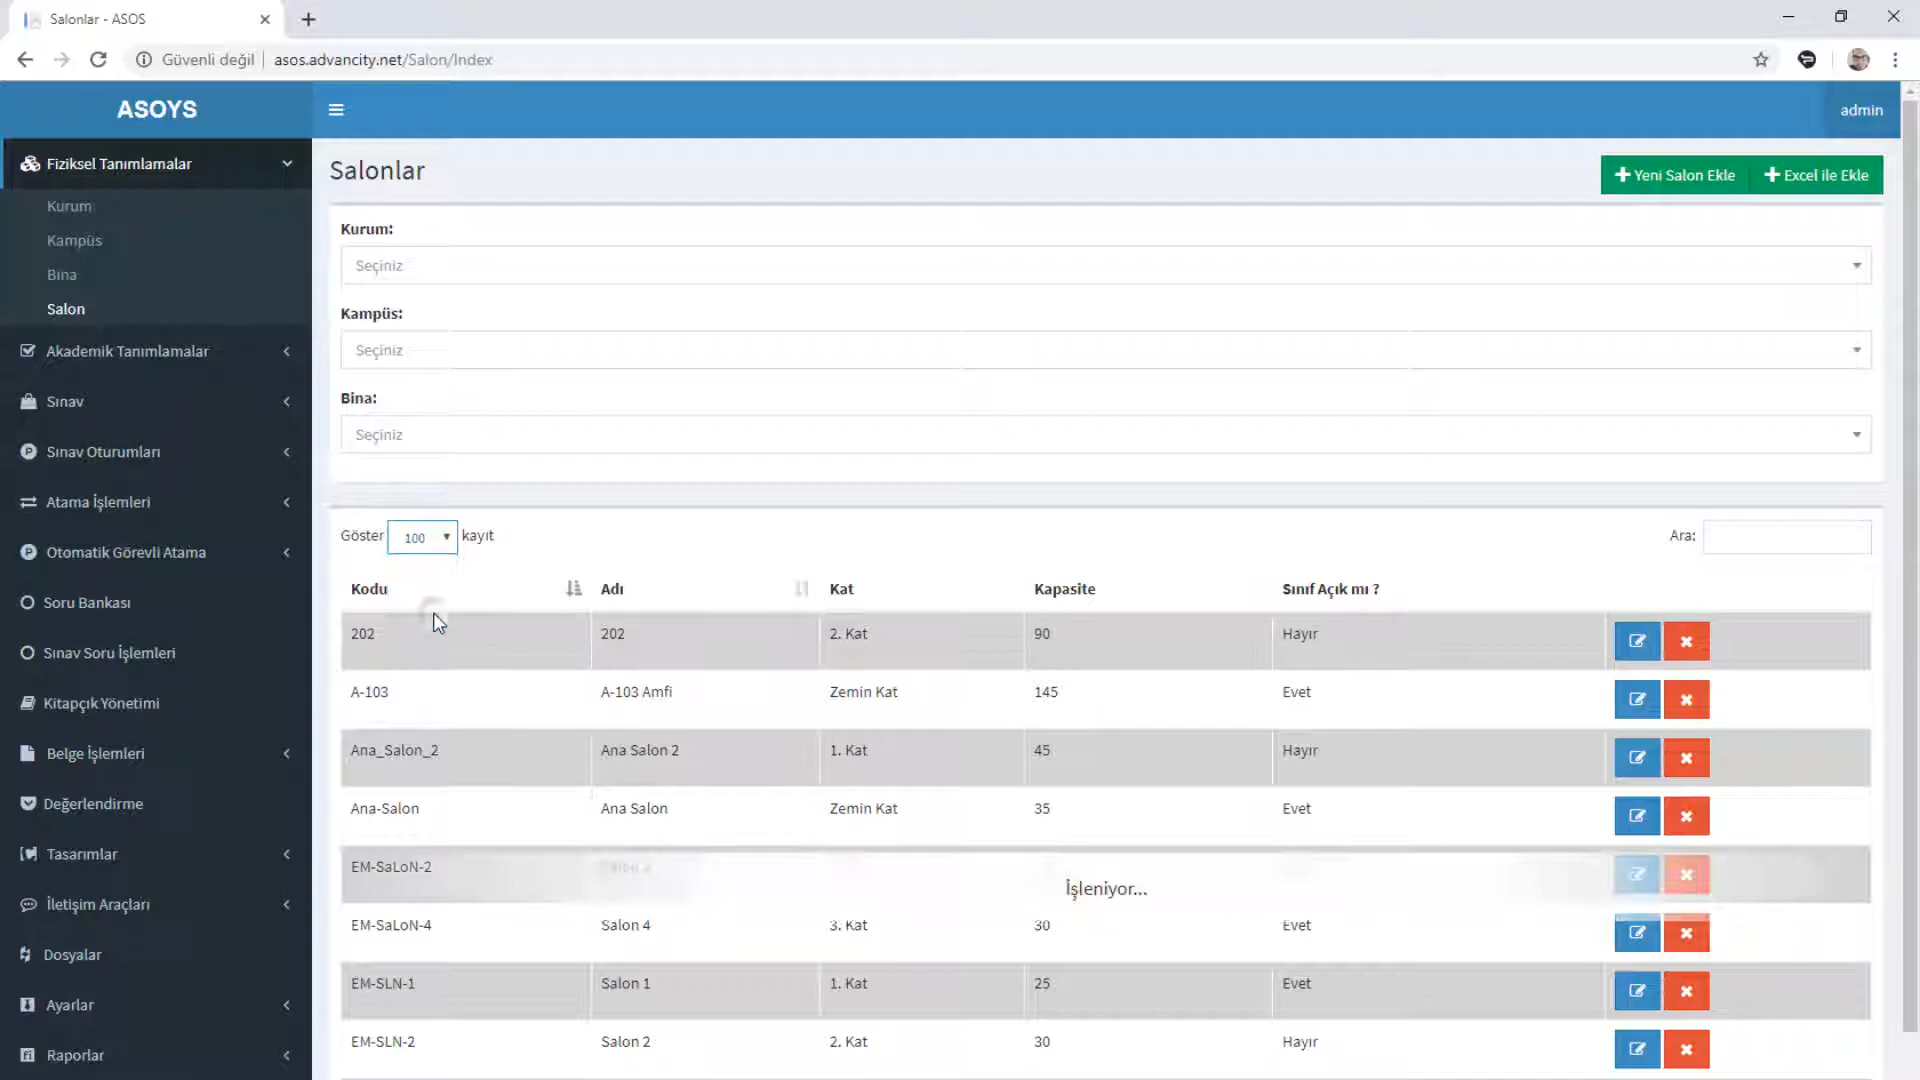 Salonlar - ASOS
Güvenli değil | asos.advancity.net/Salon/Index
ASOYS
admin
Fiziksel Tanımlamalar
Kurum
Kampüs
Bina
Salon
Akademik Tanımlamalar
Sınav
Sınav Oturumları
Atama İşlemleri
Otomatik Görevli Atama
Soru Bankası
Sınav Soru İşlemleri
Kitapçık Yönetimi
Belge İşlemleri
Değerlendirme
Tasarımlar
İletişim Araçları
Dosyalar
Ayarlar
Raporlar
Salonlar
Yeni Salon Ekle Excel ile Ekle
Kurum:
Seçiniz
Kampüs:
Seçiniz
Bina:
Seçiniz
Göster 100 kayıt Ara:
Kodu Adı Kat Kapasite Sınıf Açık mı ?
202 202 2. Kat 90 Hayır
A-103 A-103 Amfi Zemin Kat 145 Evet
Ana_Salon_2 Ana Salon 2 1. Kat 45 Hayır
Ana-Salon Ana Salon Zemin Kat 35 Evet
EM-SaLoN-2
İşleniyor...
EM-SaLoN-4 Salon 4 3. Kat 30 Evet
EM-SLN-1 Salon 1 1. Kat 25 Evet
EM-SLN-2 Salon 2 2. Kat 30 Hayır